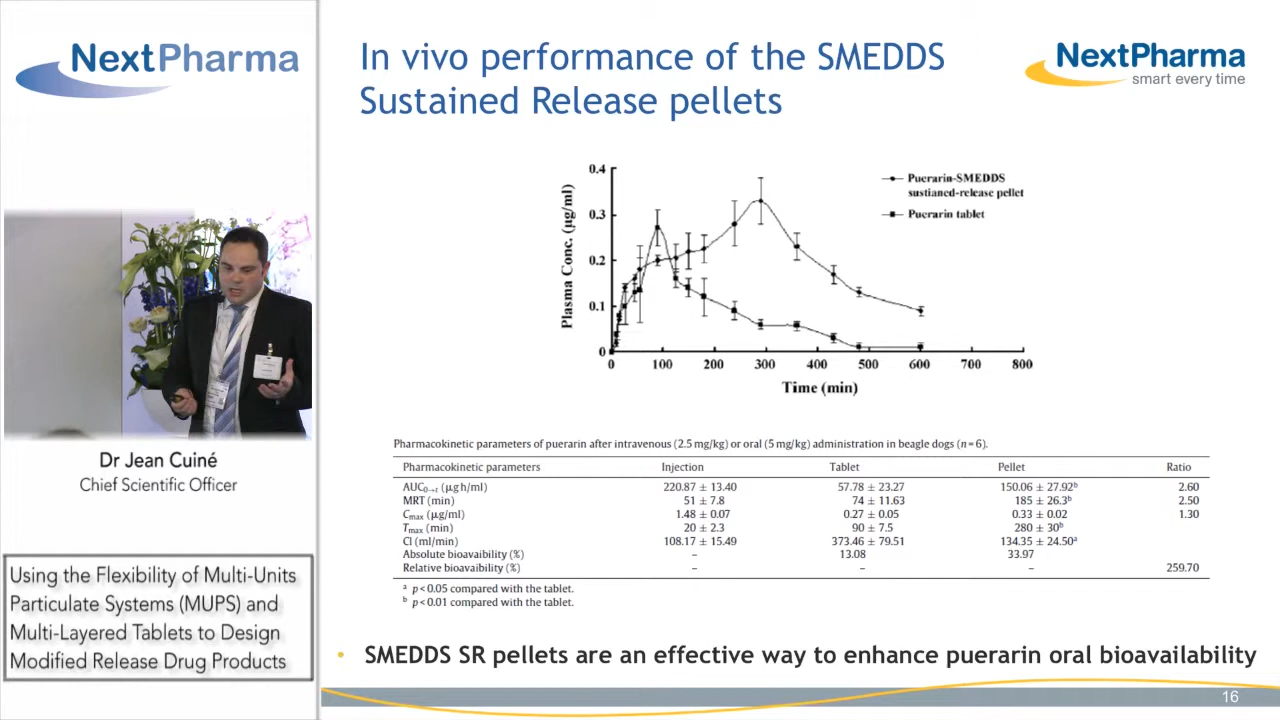 NextPharma
Dr Jean Cuiné
Chief Scientific Officer
Using the Flexibility of Multi-Units
Particulate Systems (MUPS) and
Multi-Layered Tablets to Design
Modified Release Drug Products
In vivo performance of the SMEDDS
Sustained Release pellets
NextPharma
smart every time
0.4
0.3
0.2
0.1
0
Plasma Conc. (µg/ml)
Puerarin-SMEDDS
sustianed-release pellet
Puerarin tablet
0 100 200 300 400 500 600 700 800
Time (min)
Pharmacokinetic parameters of puerarin after intravenous (2.5 mg/kg) or oral (5 mg/kg) administration in beagle dogs (n = 6).
Pharmacokinetic parameters Injection Tablet Pellet Ratio
AUC0→t (µg h/ml) 220.87 ± 13.40 57.78 ± 23.27 150.06 ± 27.92b 2.60
MRT (min) 51 ± 7.8 74 ± 11.63 185 ± 26.3b 2.50
Cmax (µg/ml) 1.48 ± 0.07 0.27 ± 0.05 0.33 ± 0.02 1.30
Tmax (min) 20 ± 2.3 90 ± 7.5 280 ± 30b
Cl (ml/min) 108.17 ± 15.49 373.46 ± 79.51 134.35 ± 24.50a
Absolute bioavaibility (%) – 13.08 33.97
Relative bioavaibility (%) – – – 259.70
a p < 0.05 compared with the tablet.
b p < 0.01 compared with the tablet.
• SMEDDS SR pellets are an effective way to enhance puerarin oral bioavailability
16